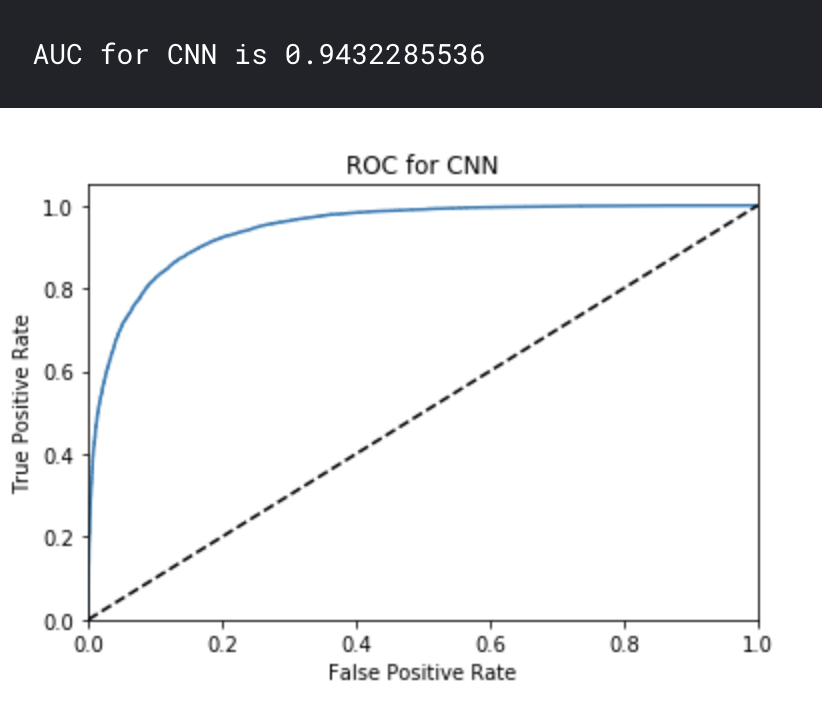 AUC for CNN is 0.9432285536
ROC for CNN
1.0
0.8
0.6
0.4
0.2
0.0
True Positive Rate
0.0 0.2 0.4 0.6 0.8 1.0
False Positive Rate